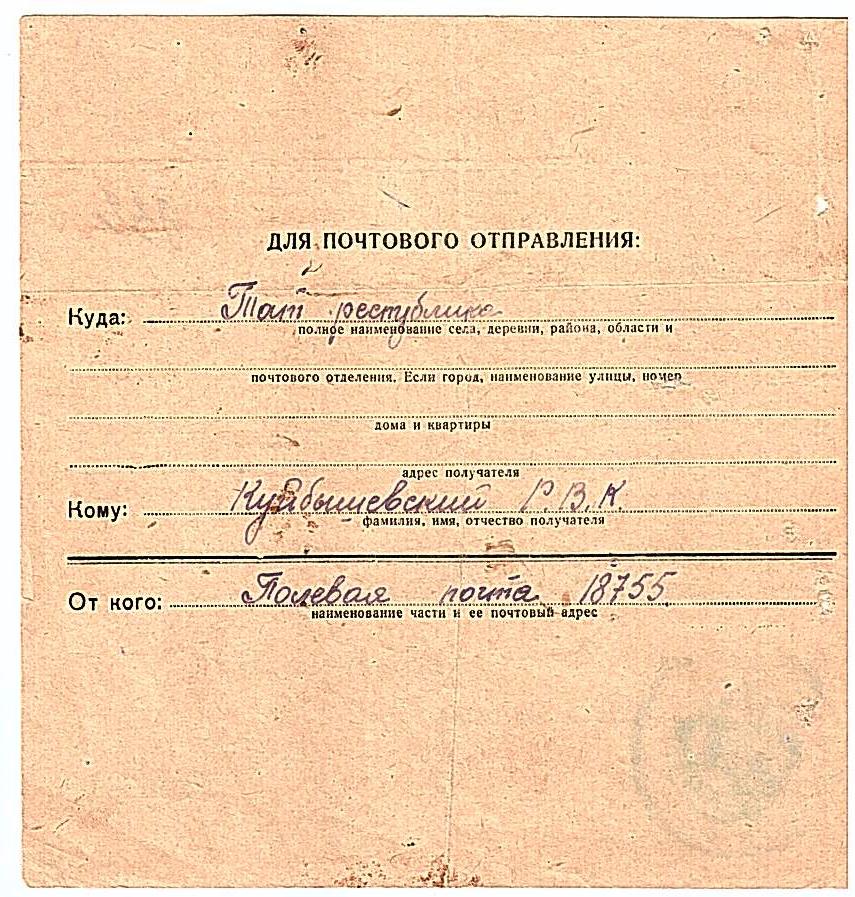 ДЛЯ ПОЧТОВОГО ОТПРАВЛЕНИЯ:
Куда: Тат республика
полное наименование села, деревни, района, области и
почтового отделения. Если город, наименование улицы, номер
дома и квартиры
адрес получателя
Кому: Куйбышевский Р.В.К.
фамилия, имя, отчество получателя
От кого: Полевая почта 18755
наименование части и ее почтовый адрес